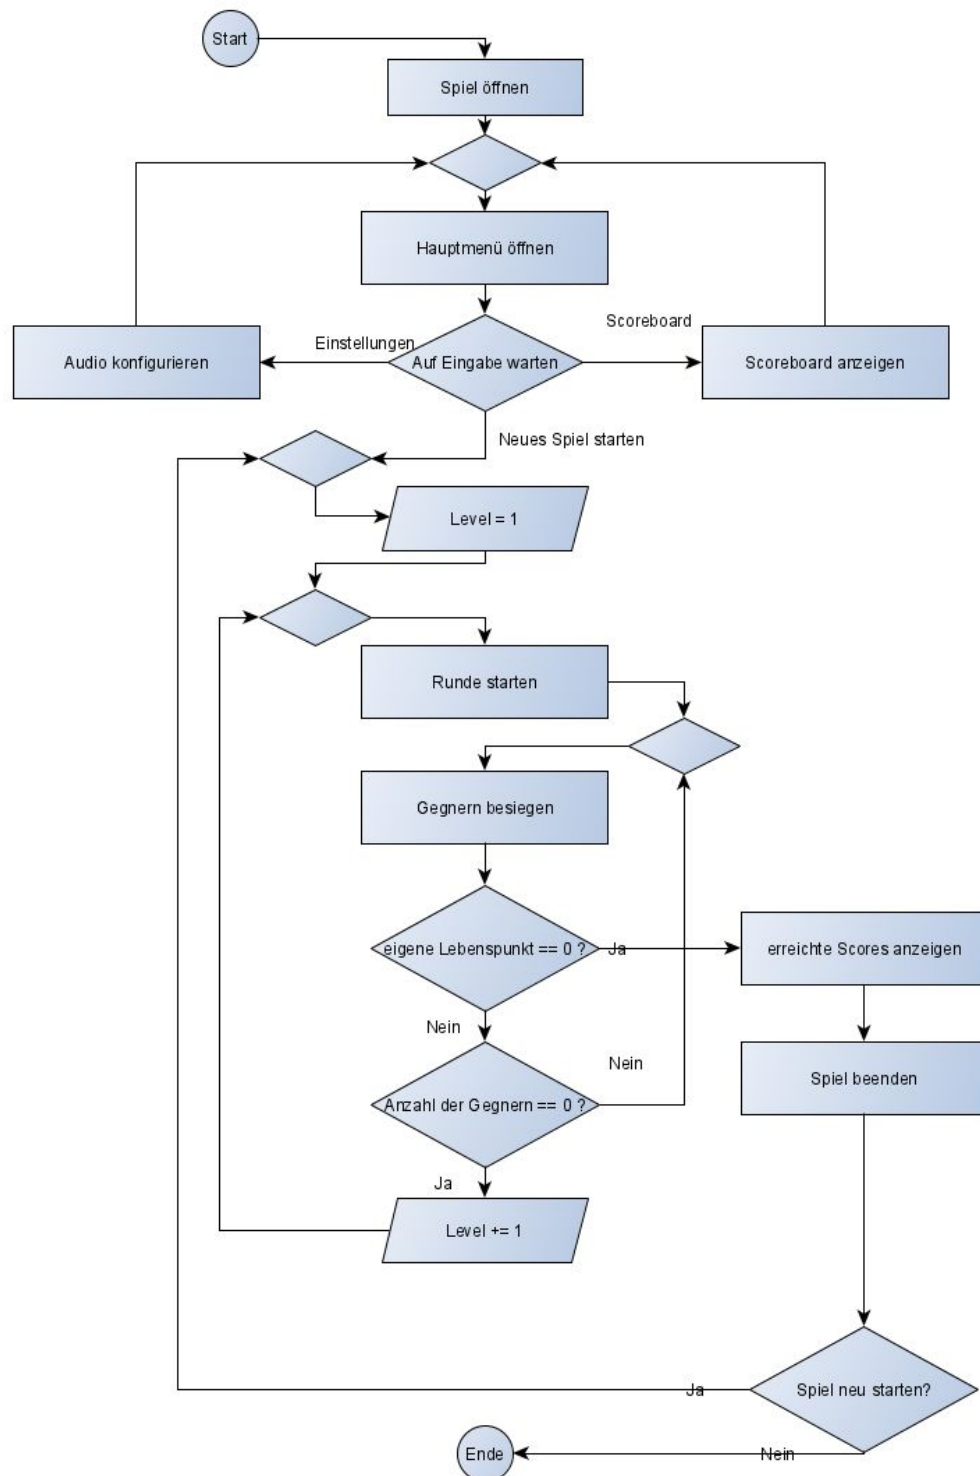 Start
Spiel öffnen
Hauptmenü öffnen
Einstellungen
Scoreboard
Audio konfigurieren
Auf Eingabe warten
Scoreboard anzeigen
Neues Spiel starten
Level = 1
Runde starten
Gegnern besiegen
eigene Lebenspunkt == 0 ?
Ja
erreichte Scores anzeigen
Nein
Nein
Spiel beenden
Anzahl der Gegnern == 0 ?
Ja
Level += 1
Ja
Spiel neu starten?
Ende
Nein